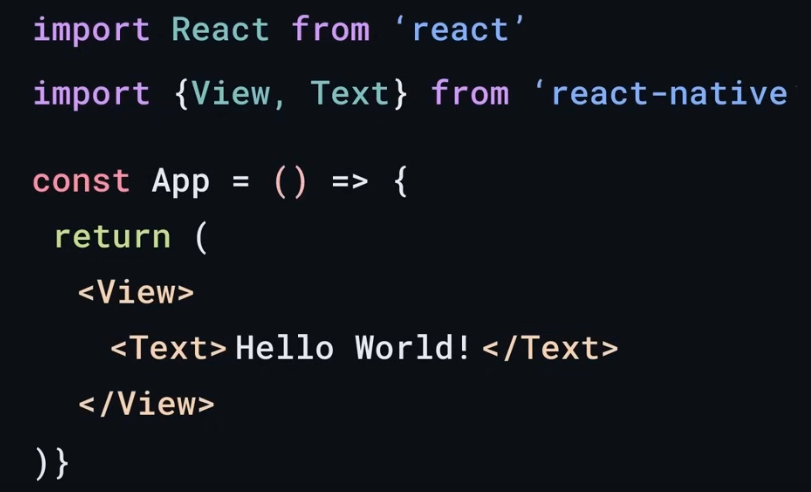 import React from ‘react’
import {View, Text} from ‘react-native
const App = () => {
return (
<View>
<Text>Hello World!</Text>
</View>
)}